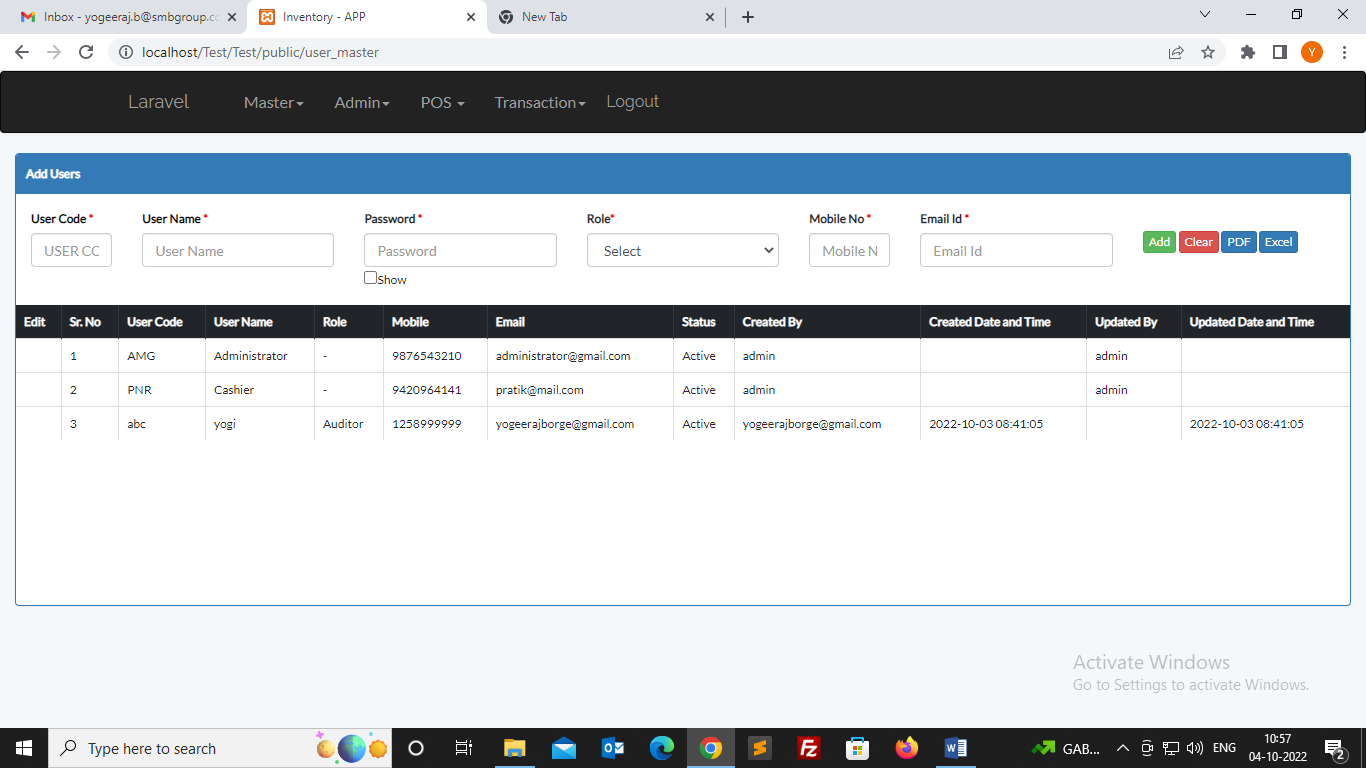 Inbox - yogeeraj.b@smbgroup.cc
Inventory - APP
New Tab
localhost/Test/Test/public/user_master
Y
Laravel Master Admin POS Transaction Logout
Add Users
User Code * User Name * Password * Role* Mobile No * Email Id *
USER CC User Name Password Select Mobile N Email Id Add Clear PDF Excel
Show
Edit Sr. No User Code User Name Role Mobile Email Status Created By Created Date and Time Updated By Updated Date and Time
1 AMG Administrator - 9876543210 administrator@gmail.com Active admin admin
2 PNR Cashier - 9420964141 pratik@mail.com Active admin admin
3 abc yogi Auditor 1258999999 yogeerajborge@gmail.com Active yogeerajborge@gmail.com 2022-10-03 08:41:05 2022-10-03 08:41:05
Activate Windows
Go to Settings to activate Windows.
Type here to search
GAB...
ENG
10:57
04-10-2022
2